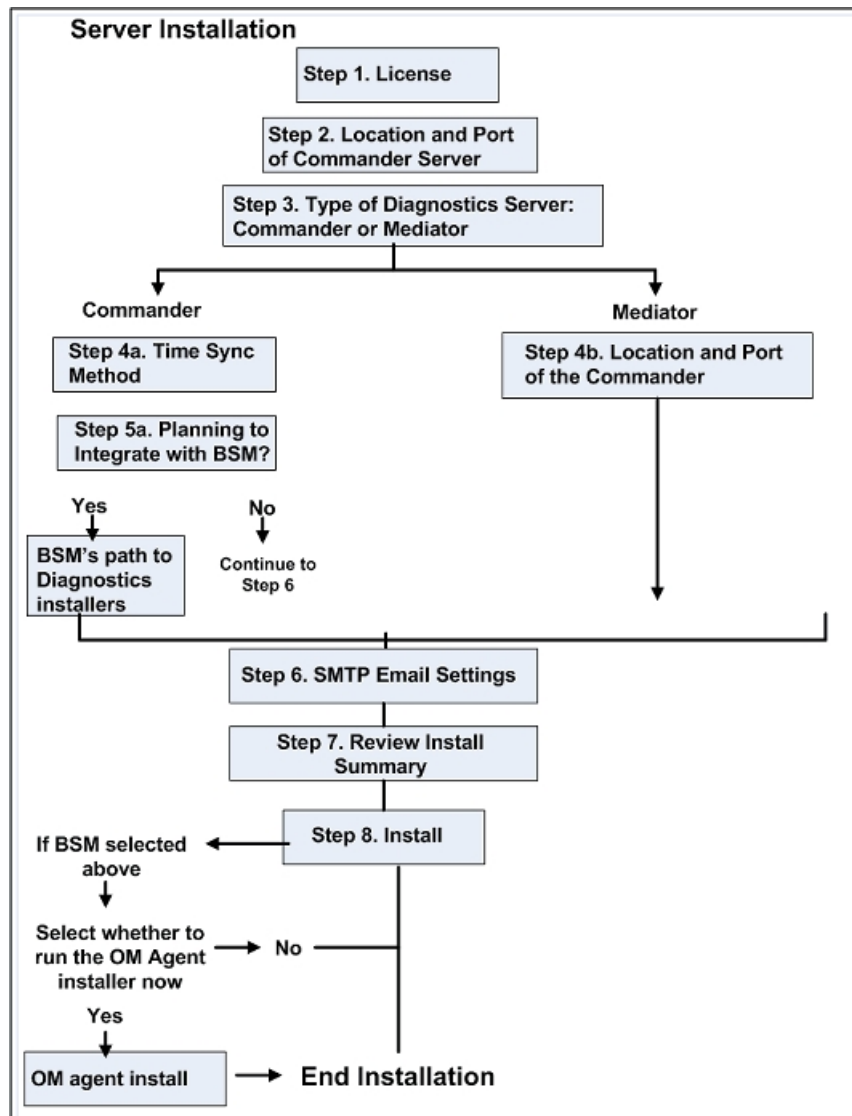 Server Installation
Step 1. License
Step 2. Location and Port
of Commander Server
Step 3. Type of Diagnostics Server:
Commander or Mediator
Commander
Mediator
Step 4a. Time Sync
Method
Step 4b. Location and Port
of the Commander
Step 5a. Planning to
Integrate with BSM?
Yes
No
BSM's path to
Diagnostics
installers
Continue to
Step 6
Step 6. SMTP Email Settings
Step 7. Review Install
Summary
Step 8. Install
If BSM selected
above
Select whether to
run the OM Agent
installer now
No
Yes
OM agent install
End Installation